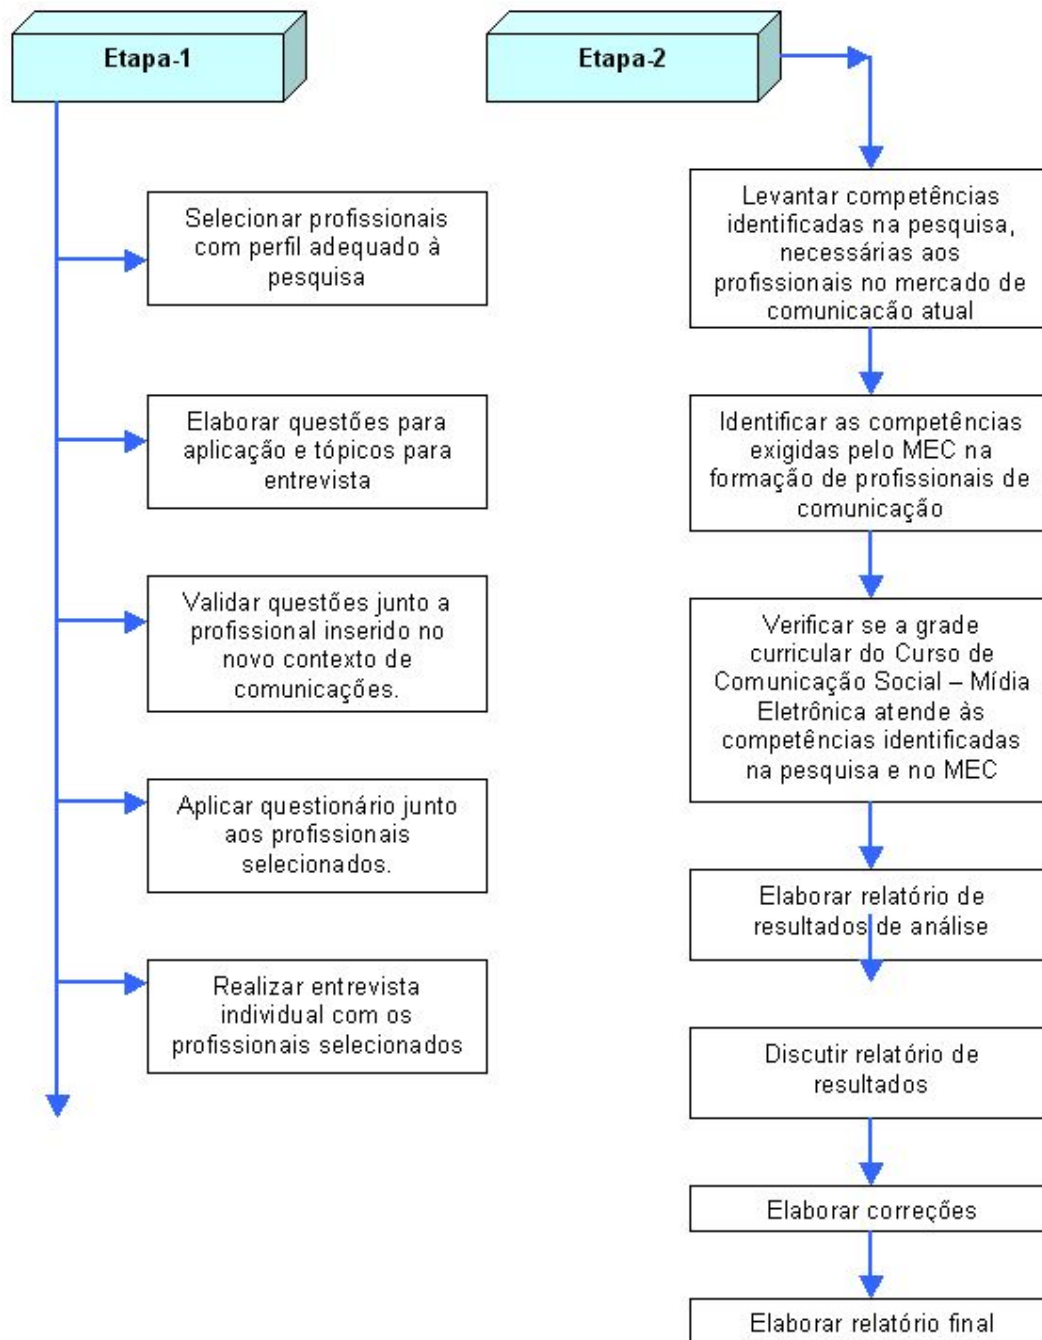 Etapa-1
Selecionar profissionais
com perfil adequado à
pesquisa
Elaborar questões para
aplicação e tópicos para
entrevista
Validar questões junto a
profissional inserido no
novo contexto de
comunicações.
Aplicar questionário junto
aos profissionais
selecionados.
Realizar entrevista
individual com os
profissionais selecionados
Etapa-2
Levantar competências
identificadas na pesquisa,
necessárias aos
profissionais no mercado de
comunicação atual
Identificar as competências
exigidas pelo MEC na
formação de profissionais de
comunicação
Verificar se a grade
curricular do Curso de
Comunicação Social – Mídia
Eletrônica atende às
competências identificadas
na pesquisa e no MEC
Elaborar relatório de
resultados de análise
Discutir relatório de
resultados
Elaborar correções
Elaborar relatório final